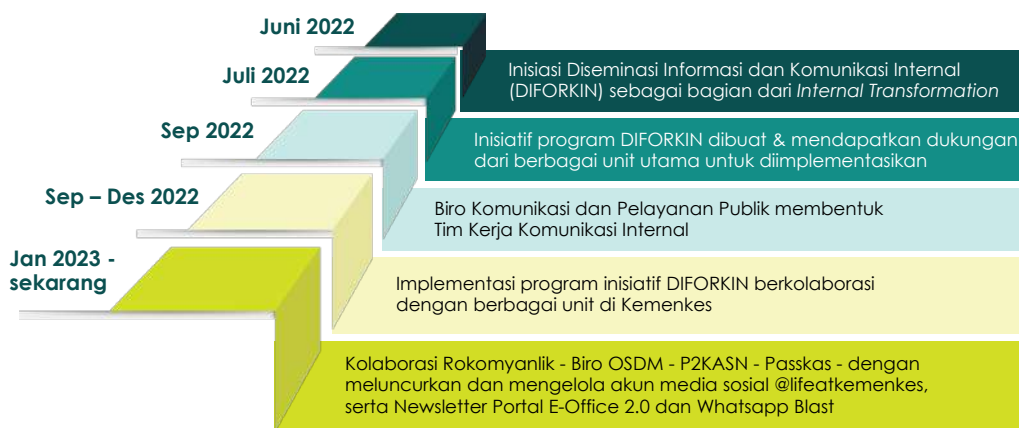 Juni 2022
Inisiasi Diseminasi Informasi dan Komunikasi Internal
(DIFORKIN) sebagai bagian dari Internal Transformation
Juli 2022
Inisiatif program DIFORKIN dibuat & mendapatkan dukungan
dari berbagai unit utama untuk diimplementasikan
Sep 2022
Biro Komunikasi dan Pelayanan Publik membentuk
Tim Kerja Komunikasi Internal
Sep – Des 2022
Implementasi program inisiatif DIFORKIN berkolaborasi
dengan berbagai unit di Kemenkes
Jan 2023 -
sekarang
Kolaborasi Rokomyanlik - Biro OSDM - P2KASN - Passkas - dengan
meluncurkan dan mengelola akun media sosial @lifeatkemenkes,
serta Newsletter Portal E-Office 2.0 dan Whatsapp Blast